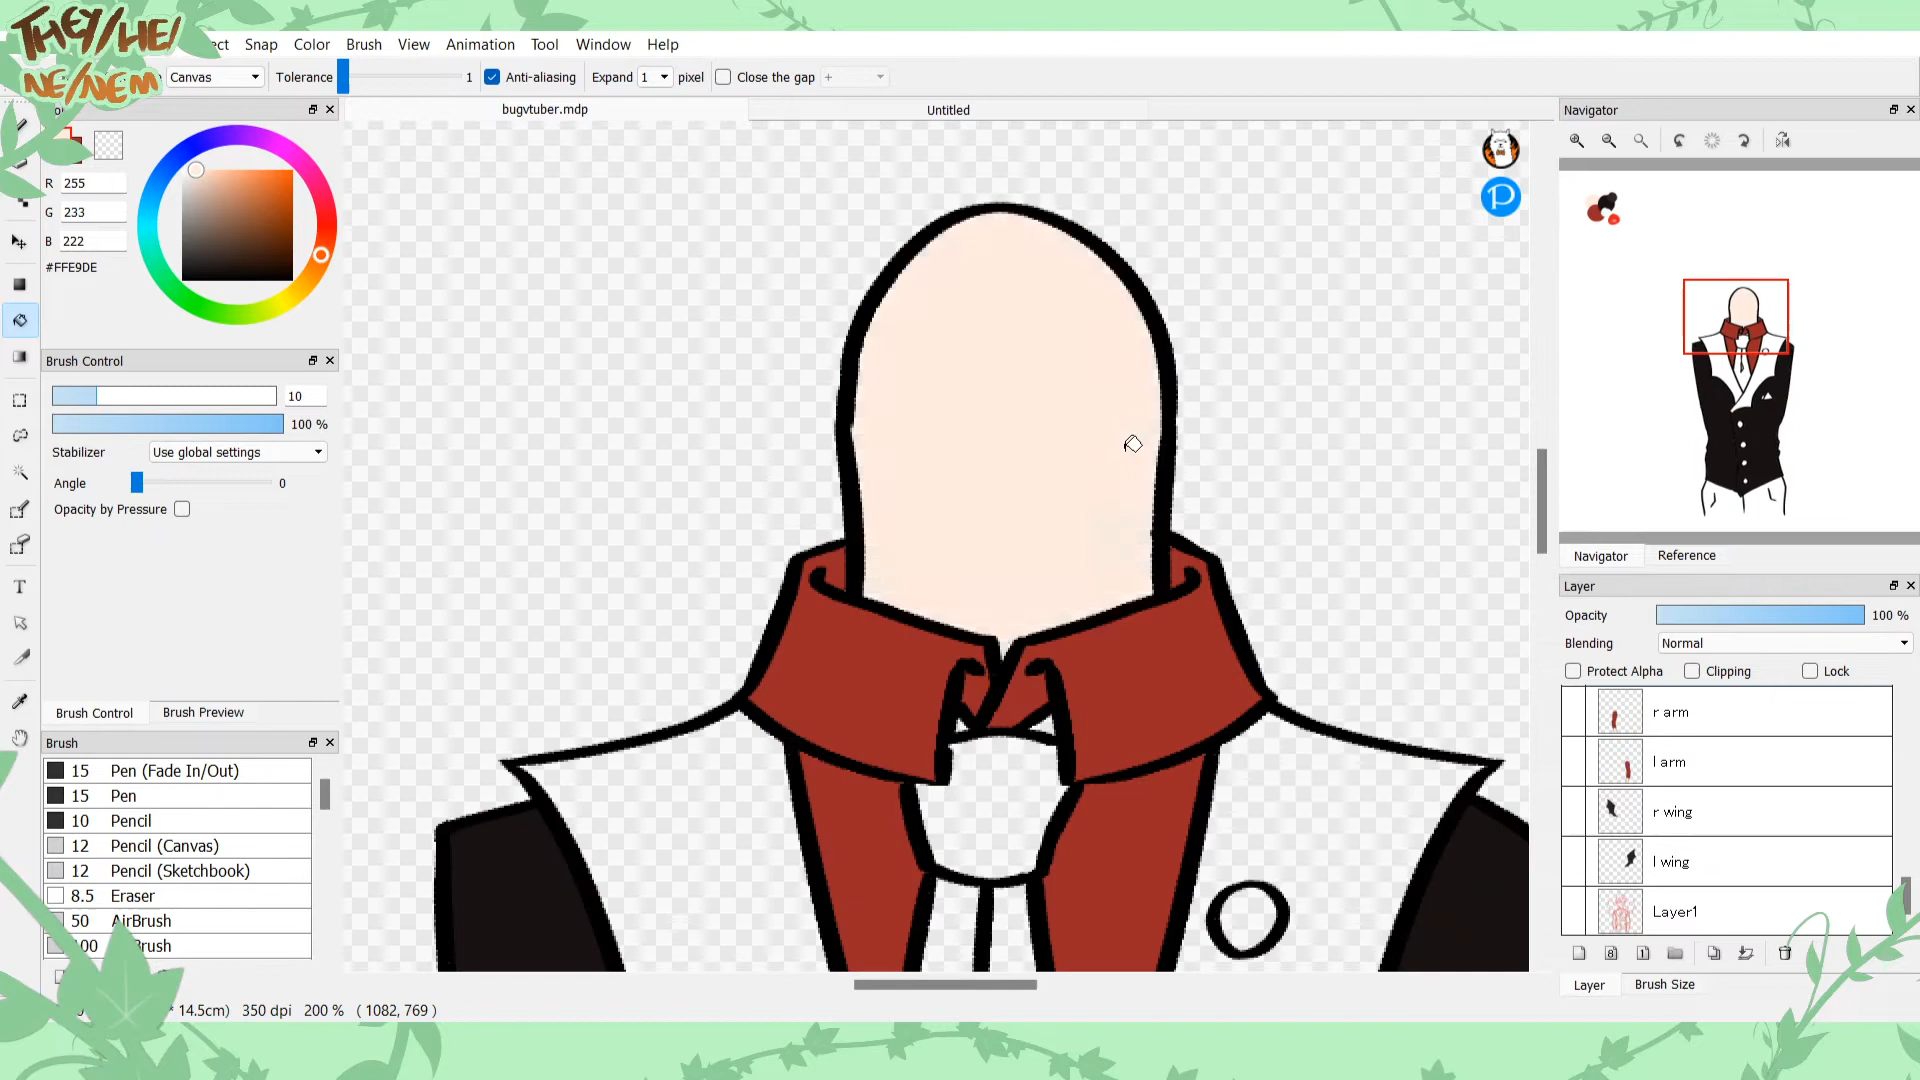 THEY/HE/
NE/NEM
ect Snap Color Brush View Animation Tool Window Help
Canvas Tolerance 1 Anti-aliasing Expand 1 pixel Close the gap +
bugvtuber.mdp Untitled
R 255
G 233
B 222
#FFE9DE
Brush Control
10
100 %
Stabilizer Use global settings
Angle 0
Opacity by Pressure
Brush Control Brush Preview
Brush
15 Pen (Fade In/Out)
15 Pen
10 Pencil
12 Pencil (Canvas)
12 Pencil (Sketchbook)
8.5 Eraser
50 AirBrush
100 Brush
* 14.5cm) 350 dpi 200 % ( 1082, 769 )
P
Navigator
Navigator Reference
Layer
Opacity 100 %
Blending Normal
Protect Alpha Clipping Lock
r arm
l arm
r wing
l wing
Layer1
8 1
Layer Brush Size
T